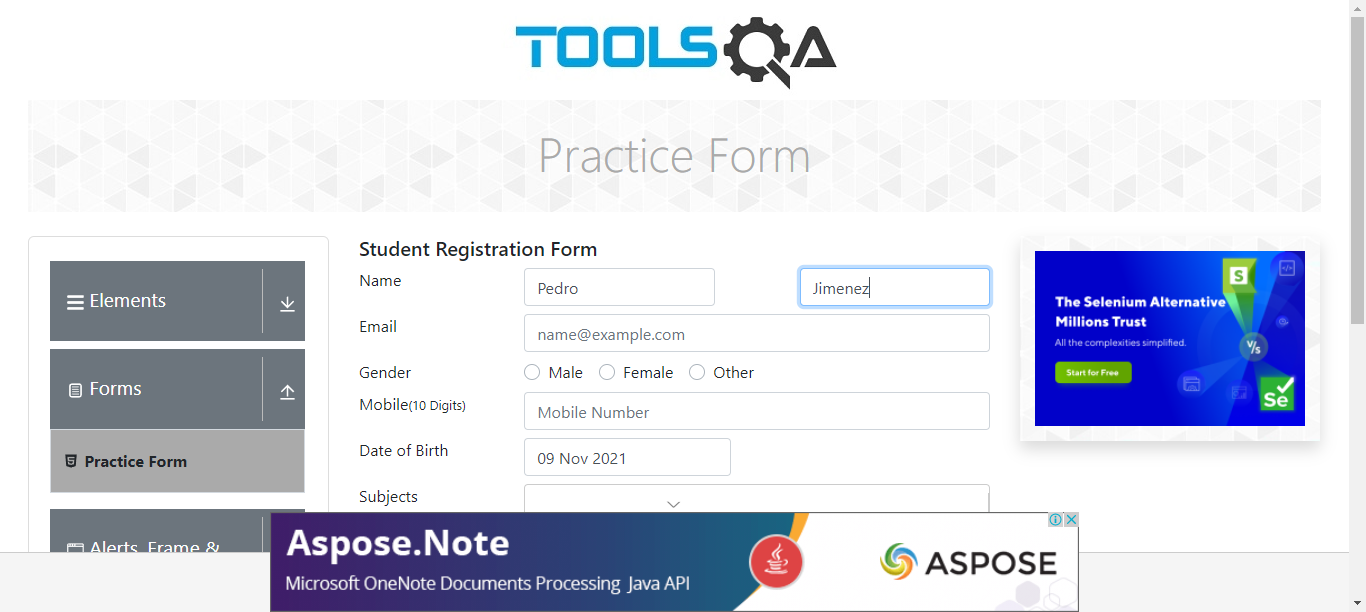 TOOLSQA
Practice Form
Elements
Forms
Practice Form
Alerts, Frame &
Student Registration Form
Name
Pedro
Jimenez
Email
name@example.com
Gender
Male
Female
Other
Mobile(10 Digits)
Mobile Number
Date of Birth
09 Nov 2021
Subjects
The Selenium Alternative
Millions Trust
All the complexities simplified.
Start for Free
S
V/s
Se
Aspose.Note
Microsoft OneNote Documents Processing Java API
ASPOSE